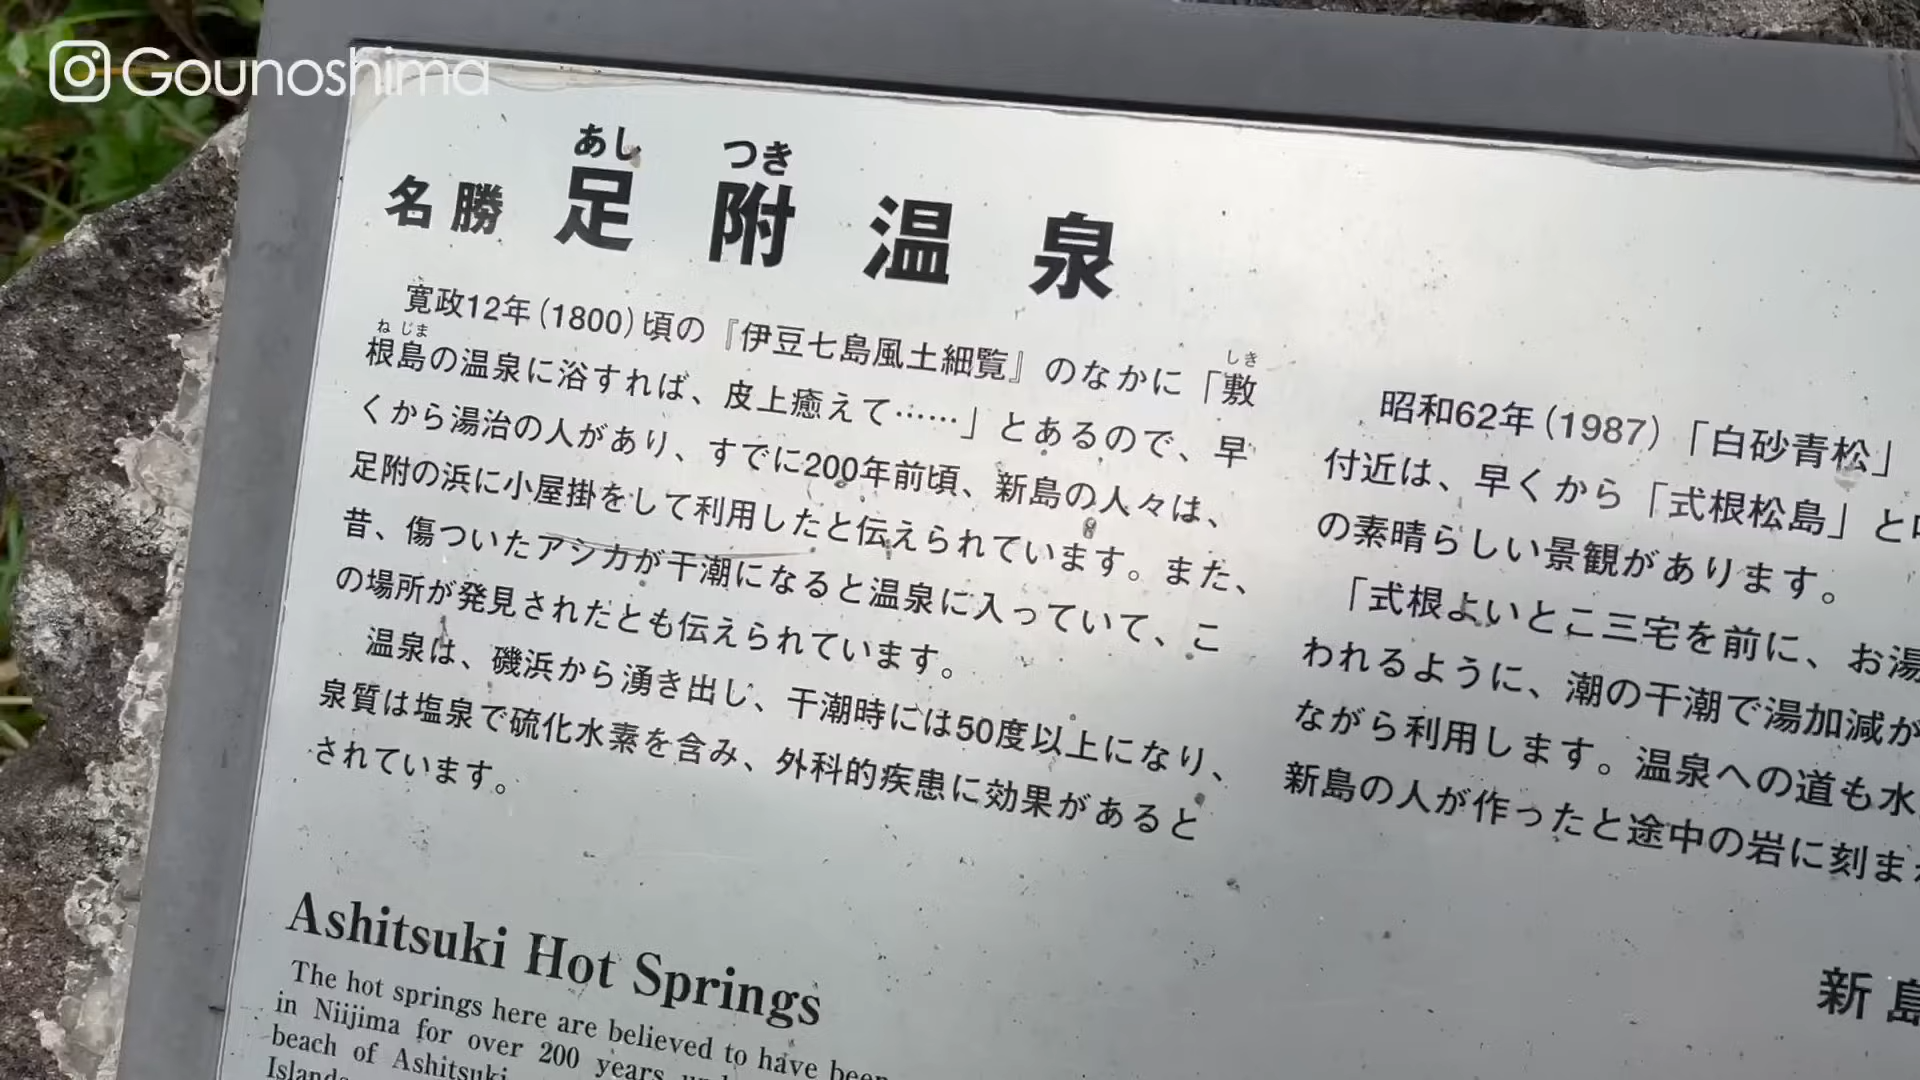 Gounoshima
あし つき
名勝 足附温泉
寛政12年(1800)頃の『伊豆七島風土細覧』のなかに「敷
しき
ねじま
根島の温泉に浴すれば、皮上癒えて……」とあるので、早
くから湯治の人があり、すでに200年前頃、新島の人々は、
足附の浜に小屋掛をして利用したと伝えられています。また、
昔、傷ついたアシカが干潮になると温泉に入っていて、こ
の場所が発見されたとも伝えられています。
温泉は、磯浜から湧き出し、干潮時には50度以上になり、
泉質は塩泉で硫化水素を含み、外科的疾患に効果があると
されています。
昭和62年(1987)「白砂青松」
付近は、早くから「式根松島」と
の素晴らしい景観があります。
「式根よいとこ三宅を前に、お湯
われるように、潮の干潮で湯加減が
ながら利用します。温泉への道も水
新島の人が作ったと途中の岩に刻ま
新島
Ashitsuki Hot Springs
The hot springs here are believed to have been
in Niijima for over 200 years
beach of Ashitsuki
Islands